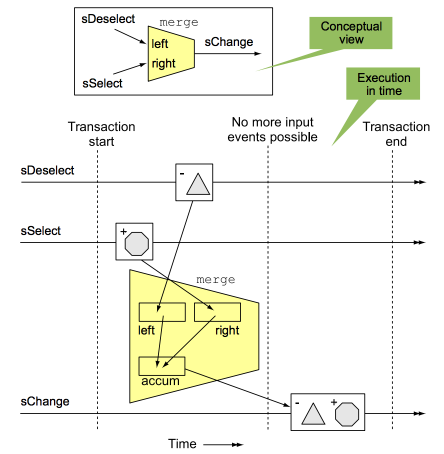 sDeselect
merge
left
right
sChange
sSelect
Conceptual
view
Execution
in time
Transaction
start
No more input
events possible
Transaction
end
sDeselect
-
sSelect
+
merge
left
right
accum
sChange
- +
Time